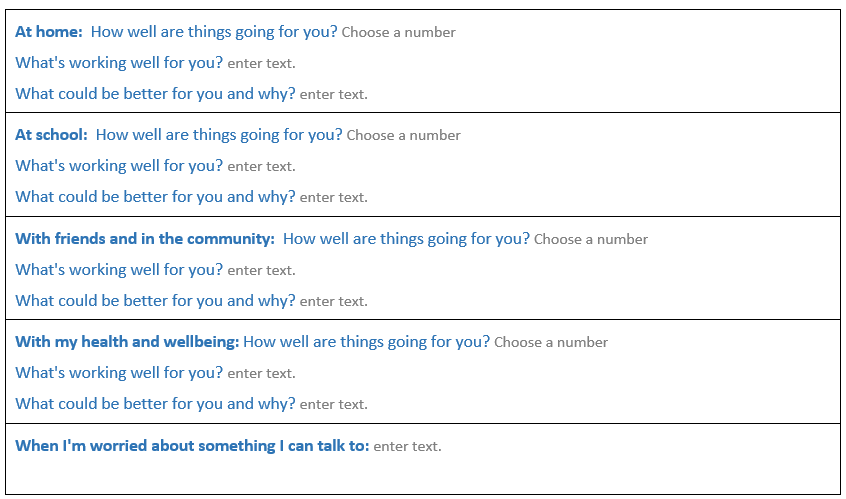 At home: How well are things going for you? Choose a number
What's working well for you? enter text.
What could be better for you and why? enter text.
At school: How well are things going for you? Choose a number
What's working well for you? enter text.
What could be better for you and why? enter text.
With friends and in the community: How well are things going for you? Choose a number
What's working well for you? enter text.
What could be better for you and why? enter text.
With my health and wellbeing: How well are things going for you? Choose a number
What's working well for you? enter text.
What could be better for you and why? enter text.
When I'm worried about something I can talk to: enter text.